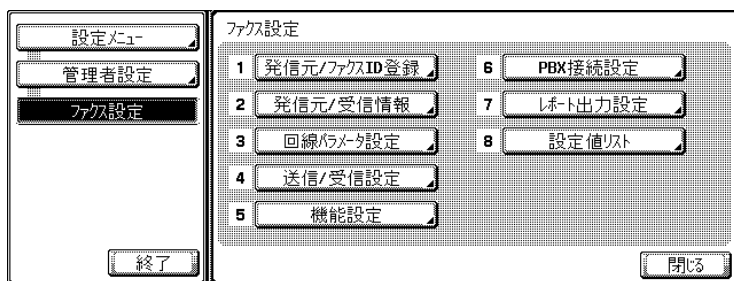 設定メニュー
管理者設定
ファクス設定
終了
ファクス設定
1 発信元/ファクスID登録
2 発信元/受信情報
3 回線パラメータ設定
4 送信/受信設定
5 機能設定
6 PBX接続設定
7 レポート出力設定
8 設定値リスト
閉じる